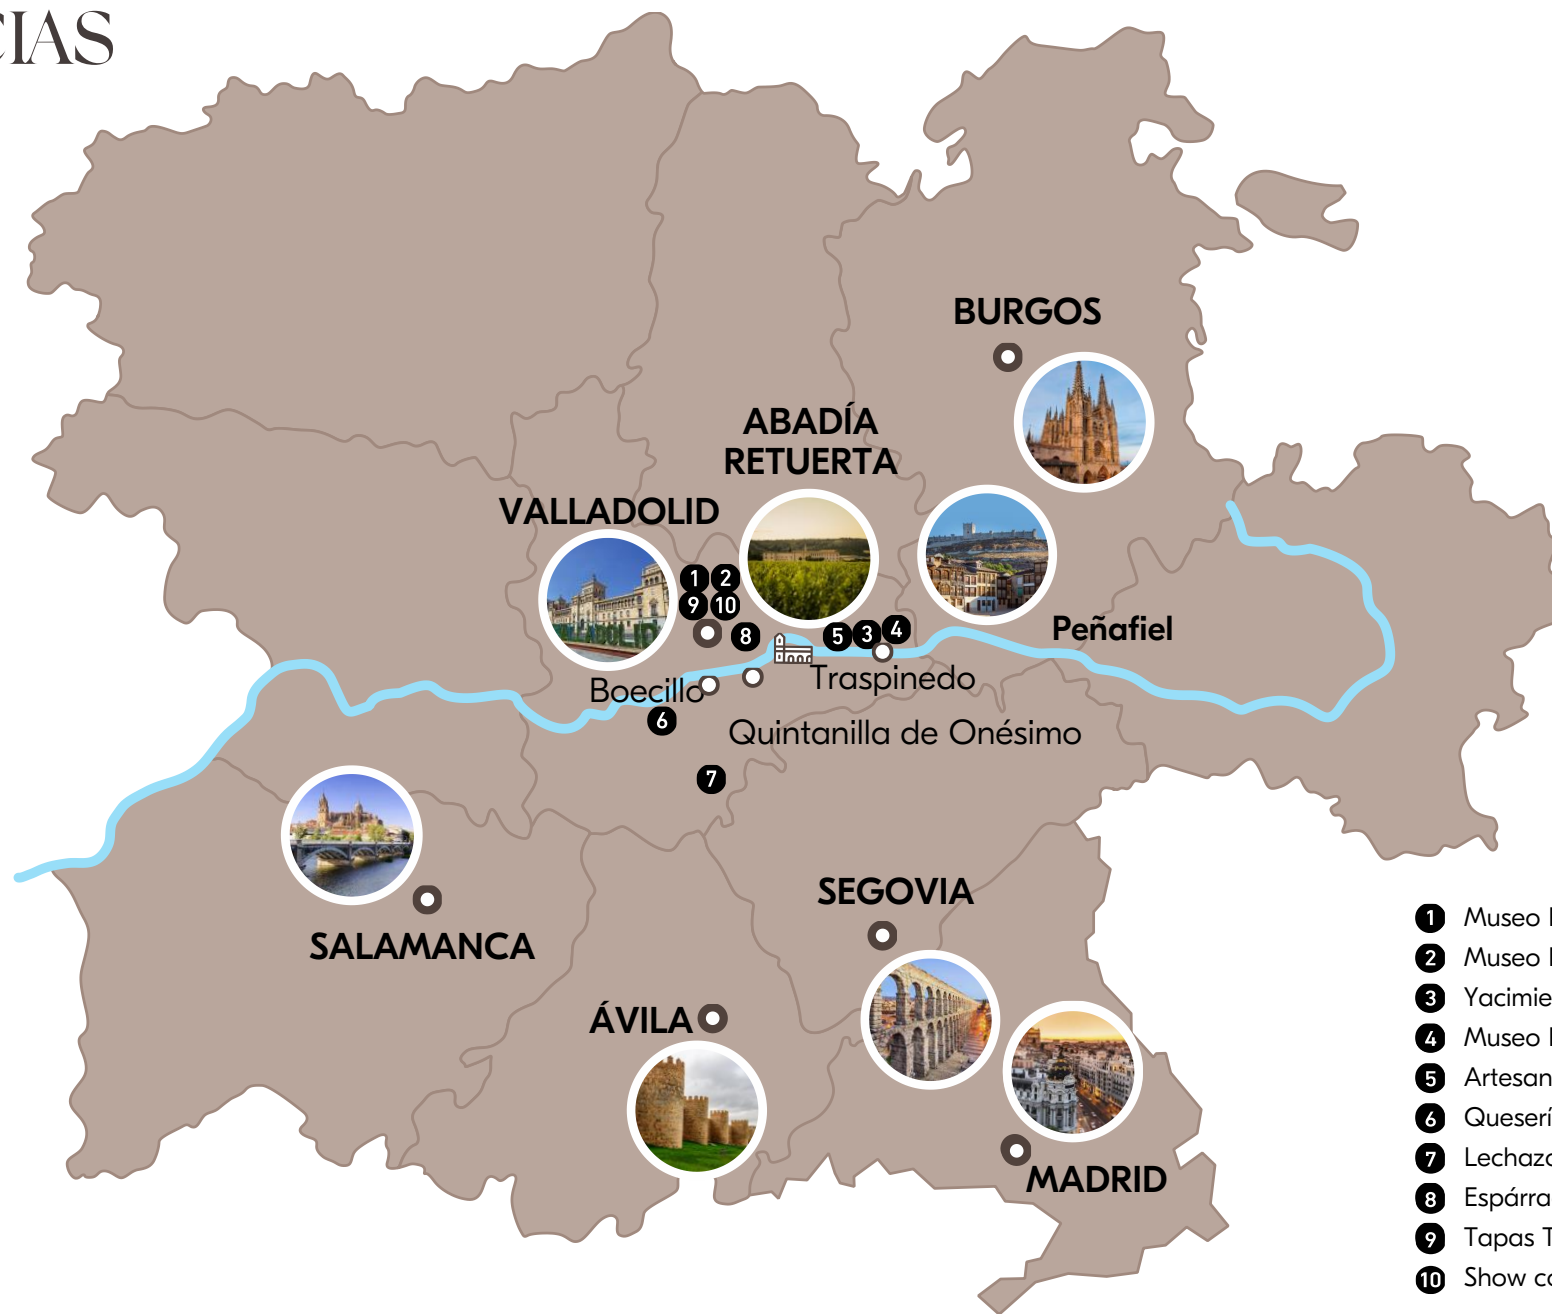 CIAS
BURGOS
ABADÍA
RETUERTA
VALLADOLID
1 2
9 10
8
5 3 4
Peñafiel
Boecillo
Traspinedo
6
Quintanilla de Onésimo
7
SALAMANCA
SEGOVIA
ÁVILA
MADRID
1 Museo
2 Museo
3 Yacimie
4 Museo
5 Artesan
6 Queserí
7 Lechazo
8 Espárra
9 Tapas T
10 Show co